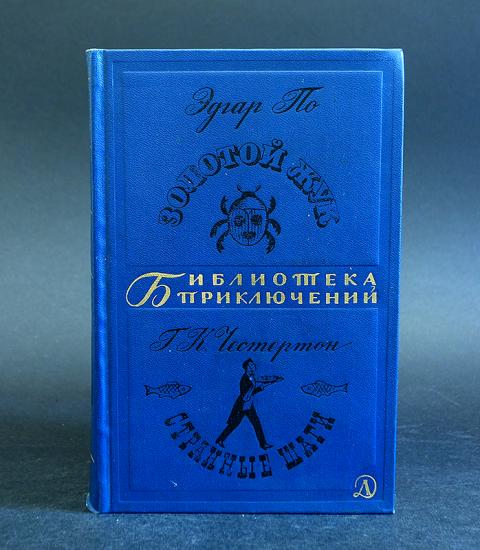 Эдгар По
ЗОЛОТОЙ ЖУК
БИБЛИОТЕКА
ПРИКЛЮЧЕНИЙ
Г. К. Честертон
СТРАННЫЕ ШАГИ
Д